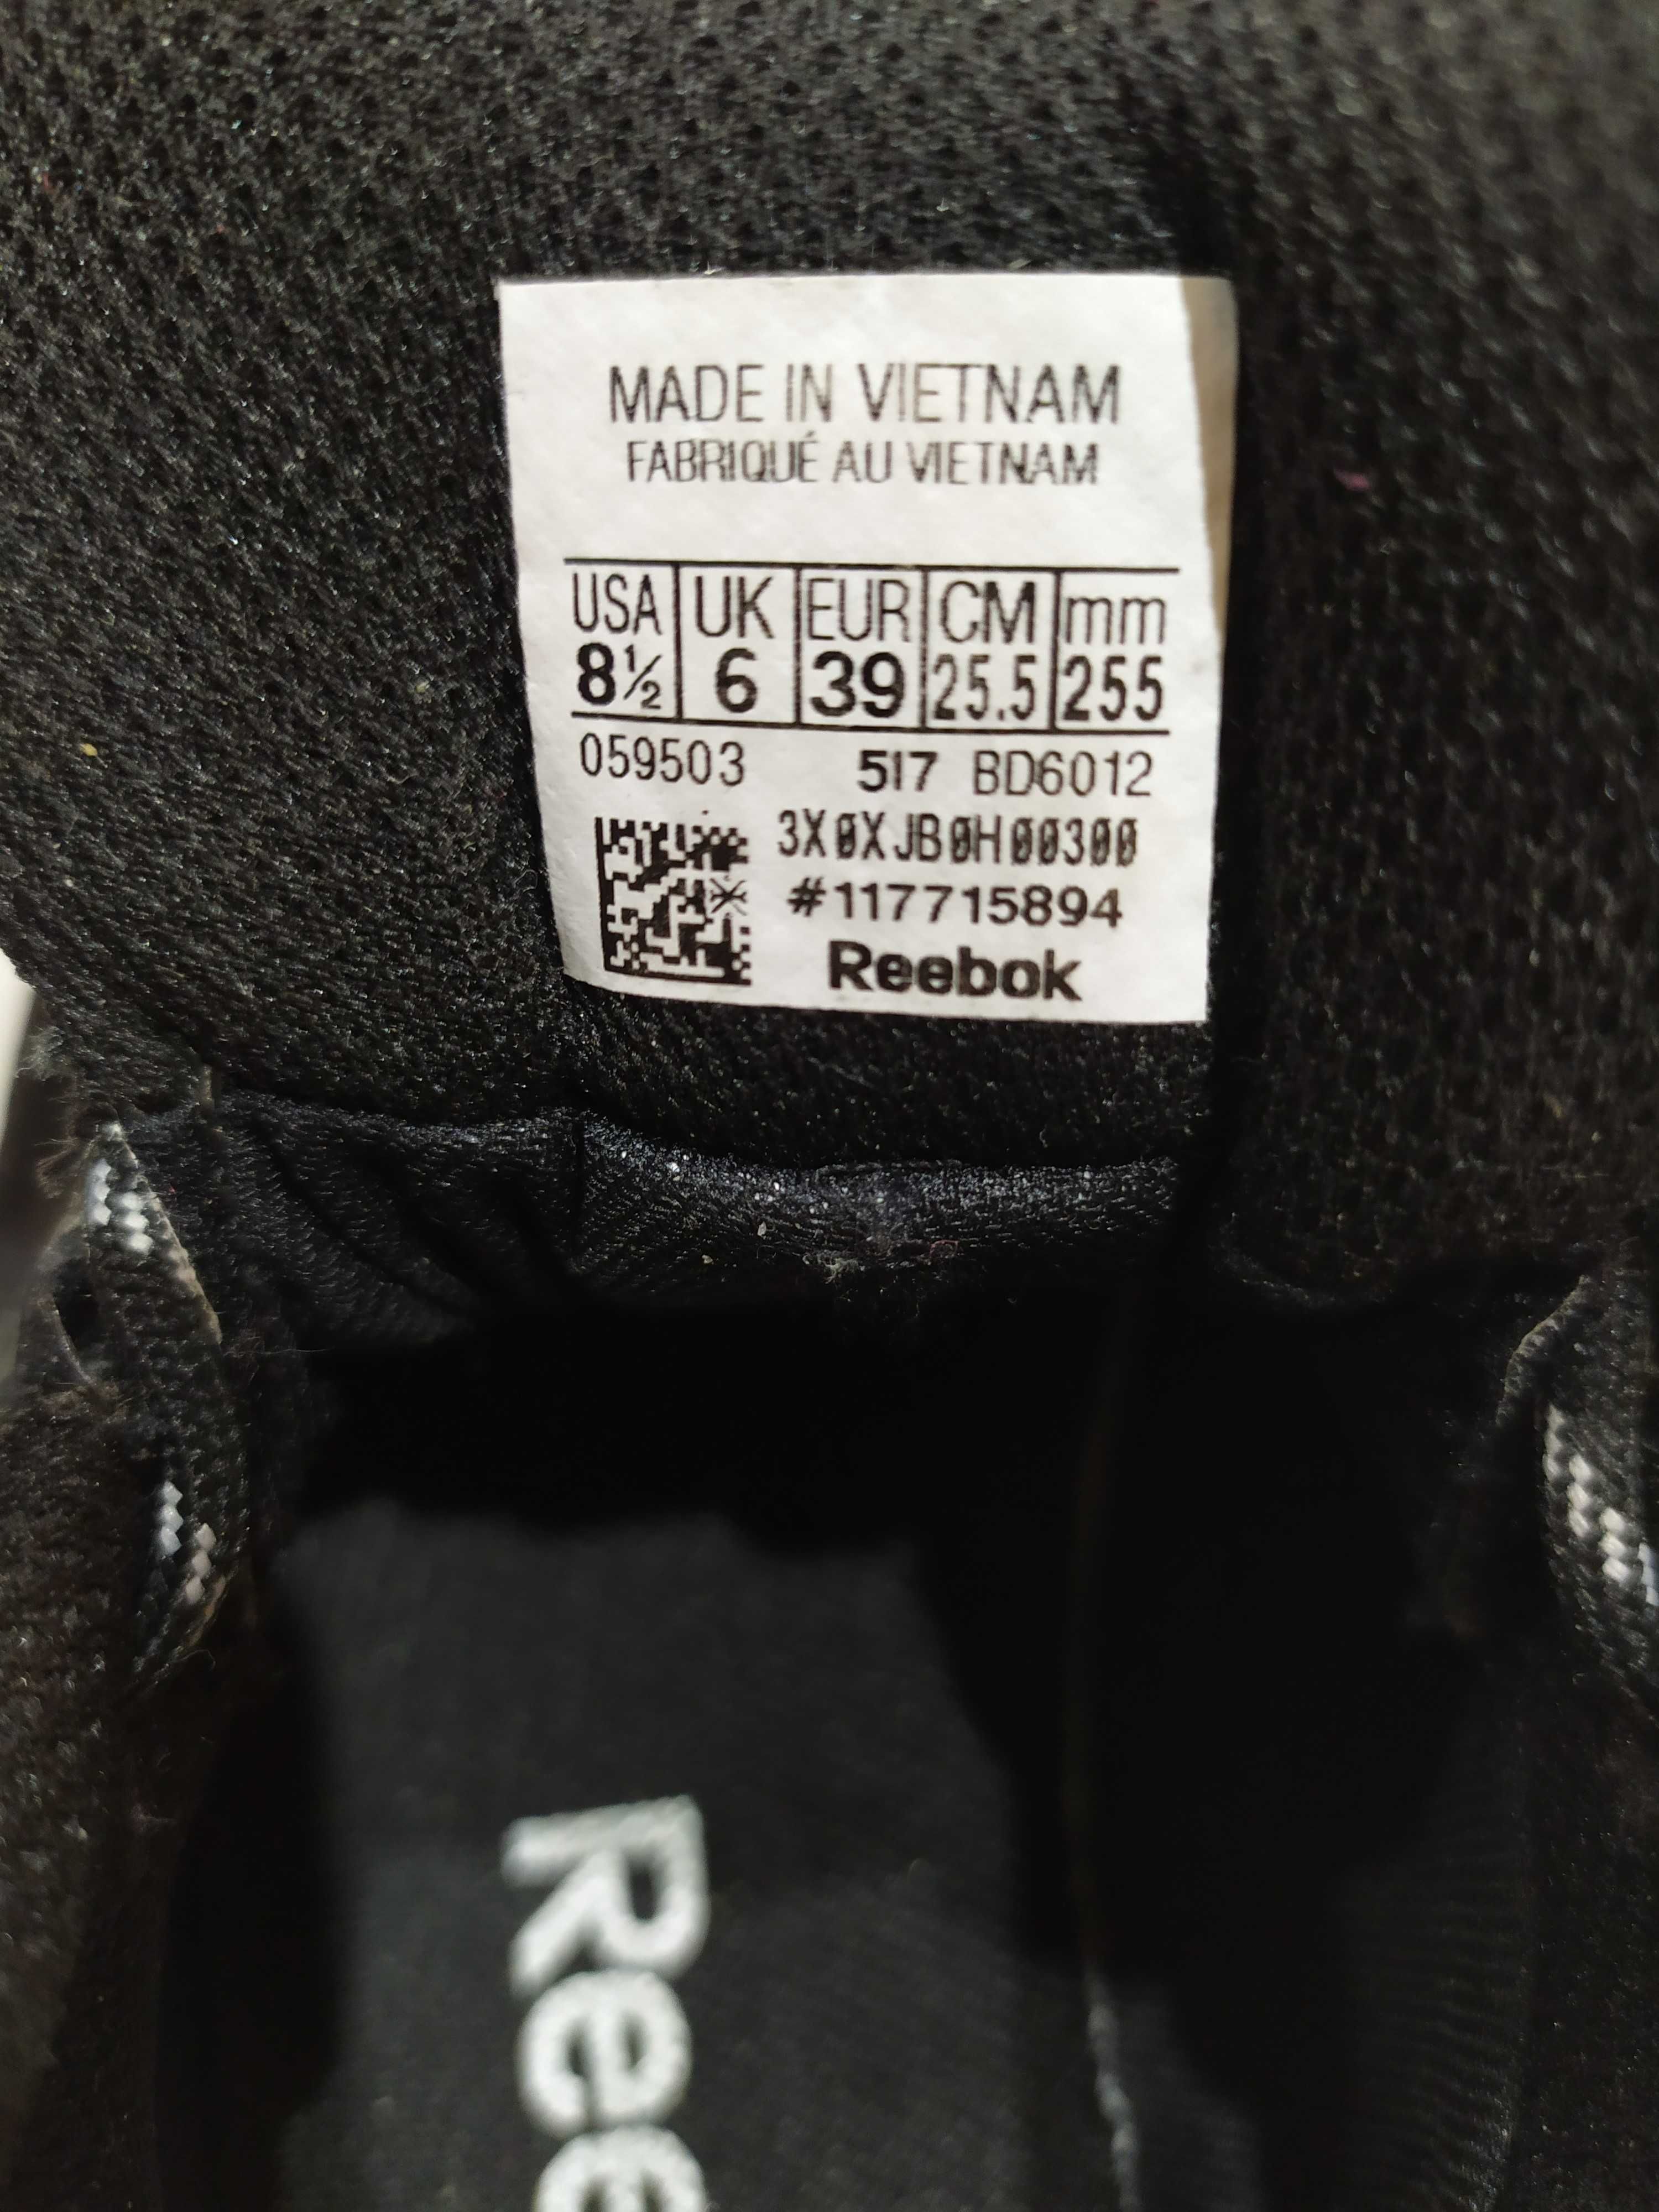 MADE IN VIETNAM
FABRIQUÉ AU VIETNAM
USA UK EUR CM mm
8½ 6 39 25.5 255
059503 517 BD6012
3X0XJB0H00300
#117715894
Reebok
Ree